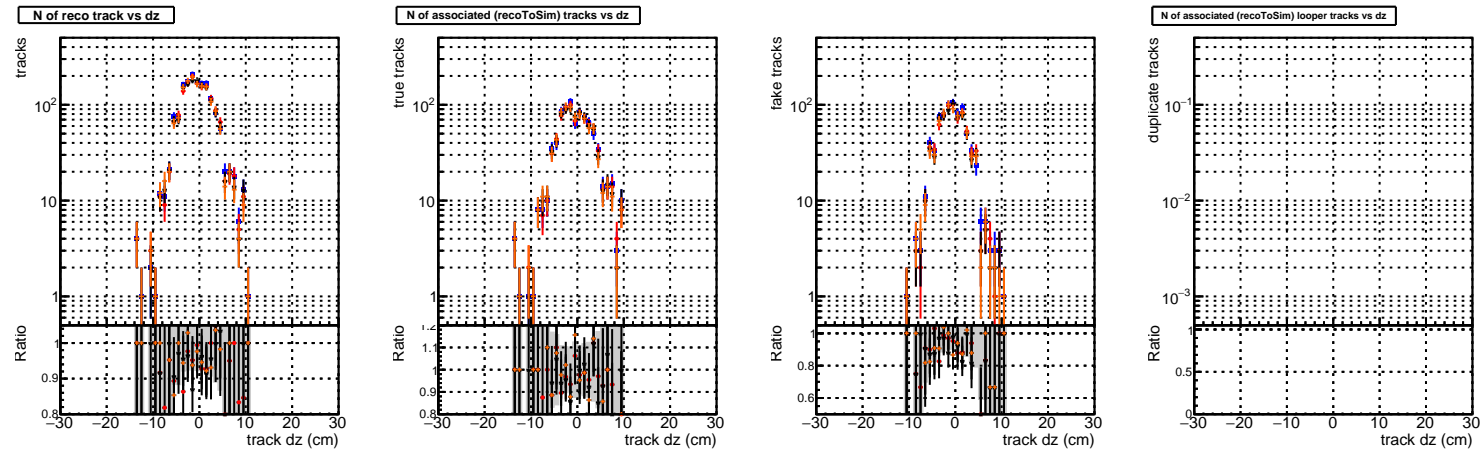 N of reco track vs dz
tracks
10²
10
1
Ratio
1
0.9
0.8
−30 −20 −10 0 10 20 30
track dz (cm)
N of associated (recoToSim) tracks vs dz
true tracks
10²
10
1
Ratio
1.2
1.1
1
0.9
0.8
−30 −20 −10 0 10 20 30
track dz (cm)
fake tracks
10²
10
1
Ratio
1
0.8
0.6
−30 −20 −10 0 10 20 30
track dz (cm)
N of associated (recoToSim) looper tracks vs dz
duplicate tracks
10⁻¹
10⁻²
10⁻³
Ratio
1
0.5
0
−30 −20 −10 0 10 20 30
track dz (cm)